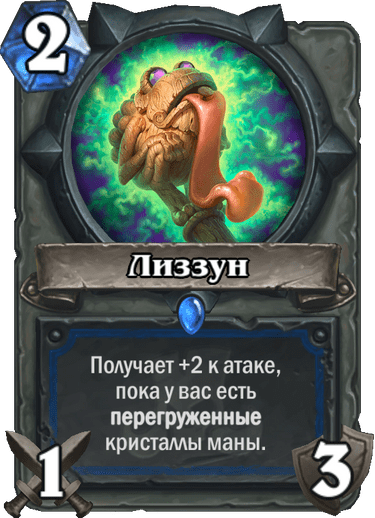 2
Лиззун
Получает +2 к атаке,
пока у вас есть
перегруженные
кристаллы маны.
1
3